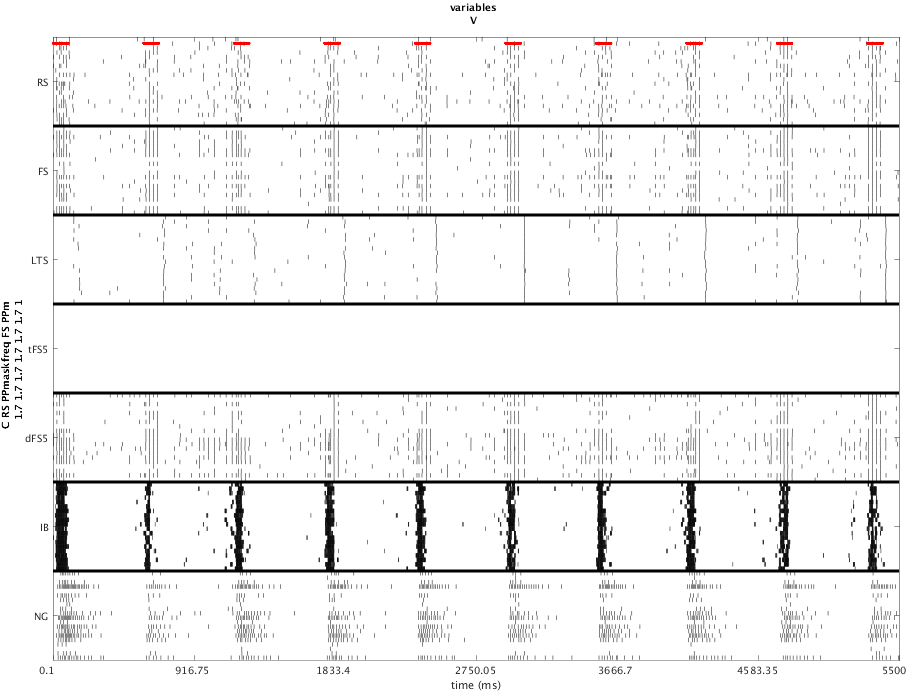 variables
V
RS
FS
LTS
tFS5
dFS5
IB
NG
C RS PPmaskfreq FS PPm
1.7 1.7 1.7 1.7 1.7 1.7 1
0.1 916.75 1833.4 2750.05 3666.7 4583.35 5500
time (ms)